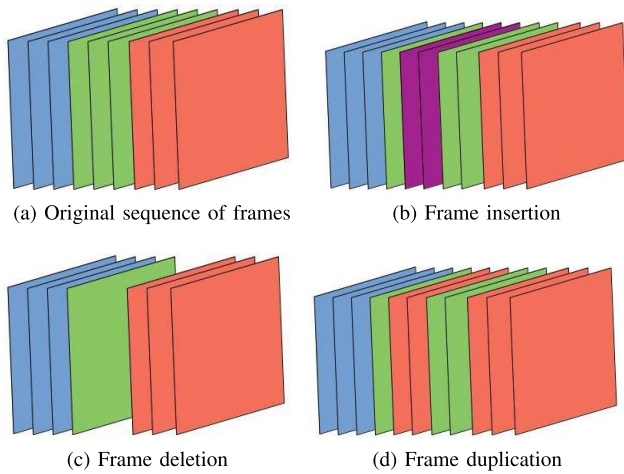 (a) Original sequence of frames
(b) Frame insertion
(c) Frame deletion
(d) Frame duplication